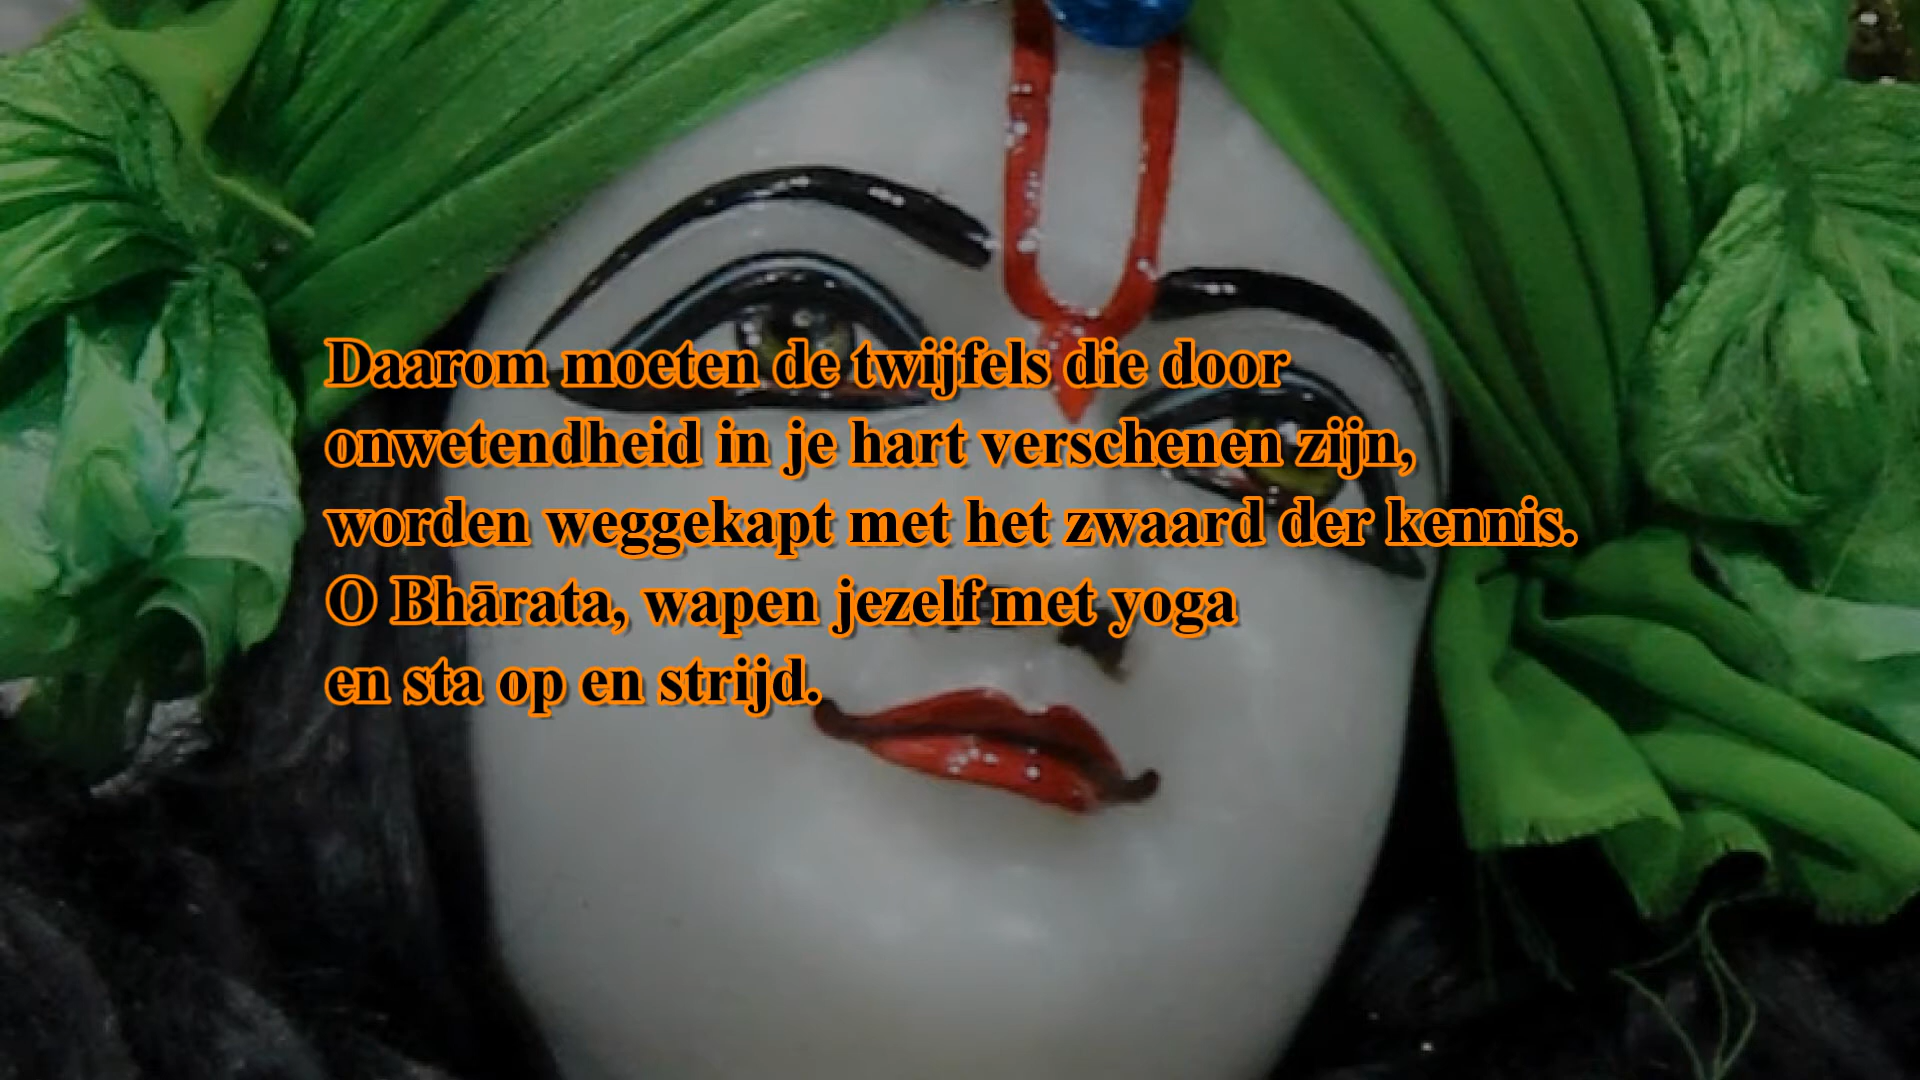 Daarom moeten de twijfels die door
onwetendheid in je hart verschenen zijn,
worden weggekapt met het zwaard der kennis.
O Bhārata, wapen jezelf met yoga
en sta op en strijd.